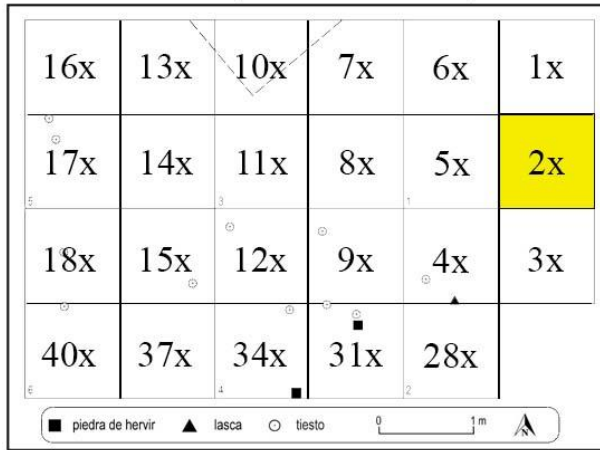 16x 13x 10x 7x 6x 1x
17x 14x 11x 8x 5x 2x
5 3 1
18x 15x 12x 9x 4x 3x
40x 37x 34x 31x 28x
6 4 2
piedra de hervir lasca tiesto 0 1 m N